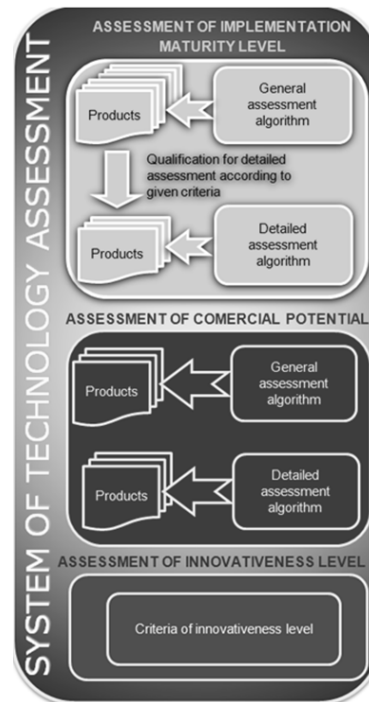 SYSTEM OF TECHNOLOGY ASSESSMENT
ASSESSMENT OF IMPLEMENTATION
MATURITY LEVEL
Products
General
assessment
algorithm
Qualification for detailed
assessment according to
given criteria
Products
Detailed
assessment
algorithm
ASSESSMENT OF COMERCIAL POTENTIAL
Products
General
assessment
algorithm
Products
Detailed
assessment
algorithm
ASSESSMENT OF INNOVATIVENESS LEVEL
Criteria of innovativeness level